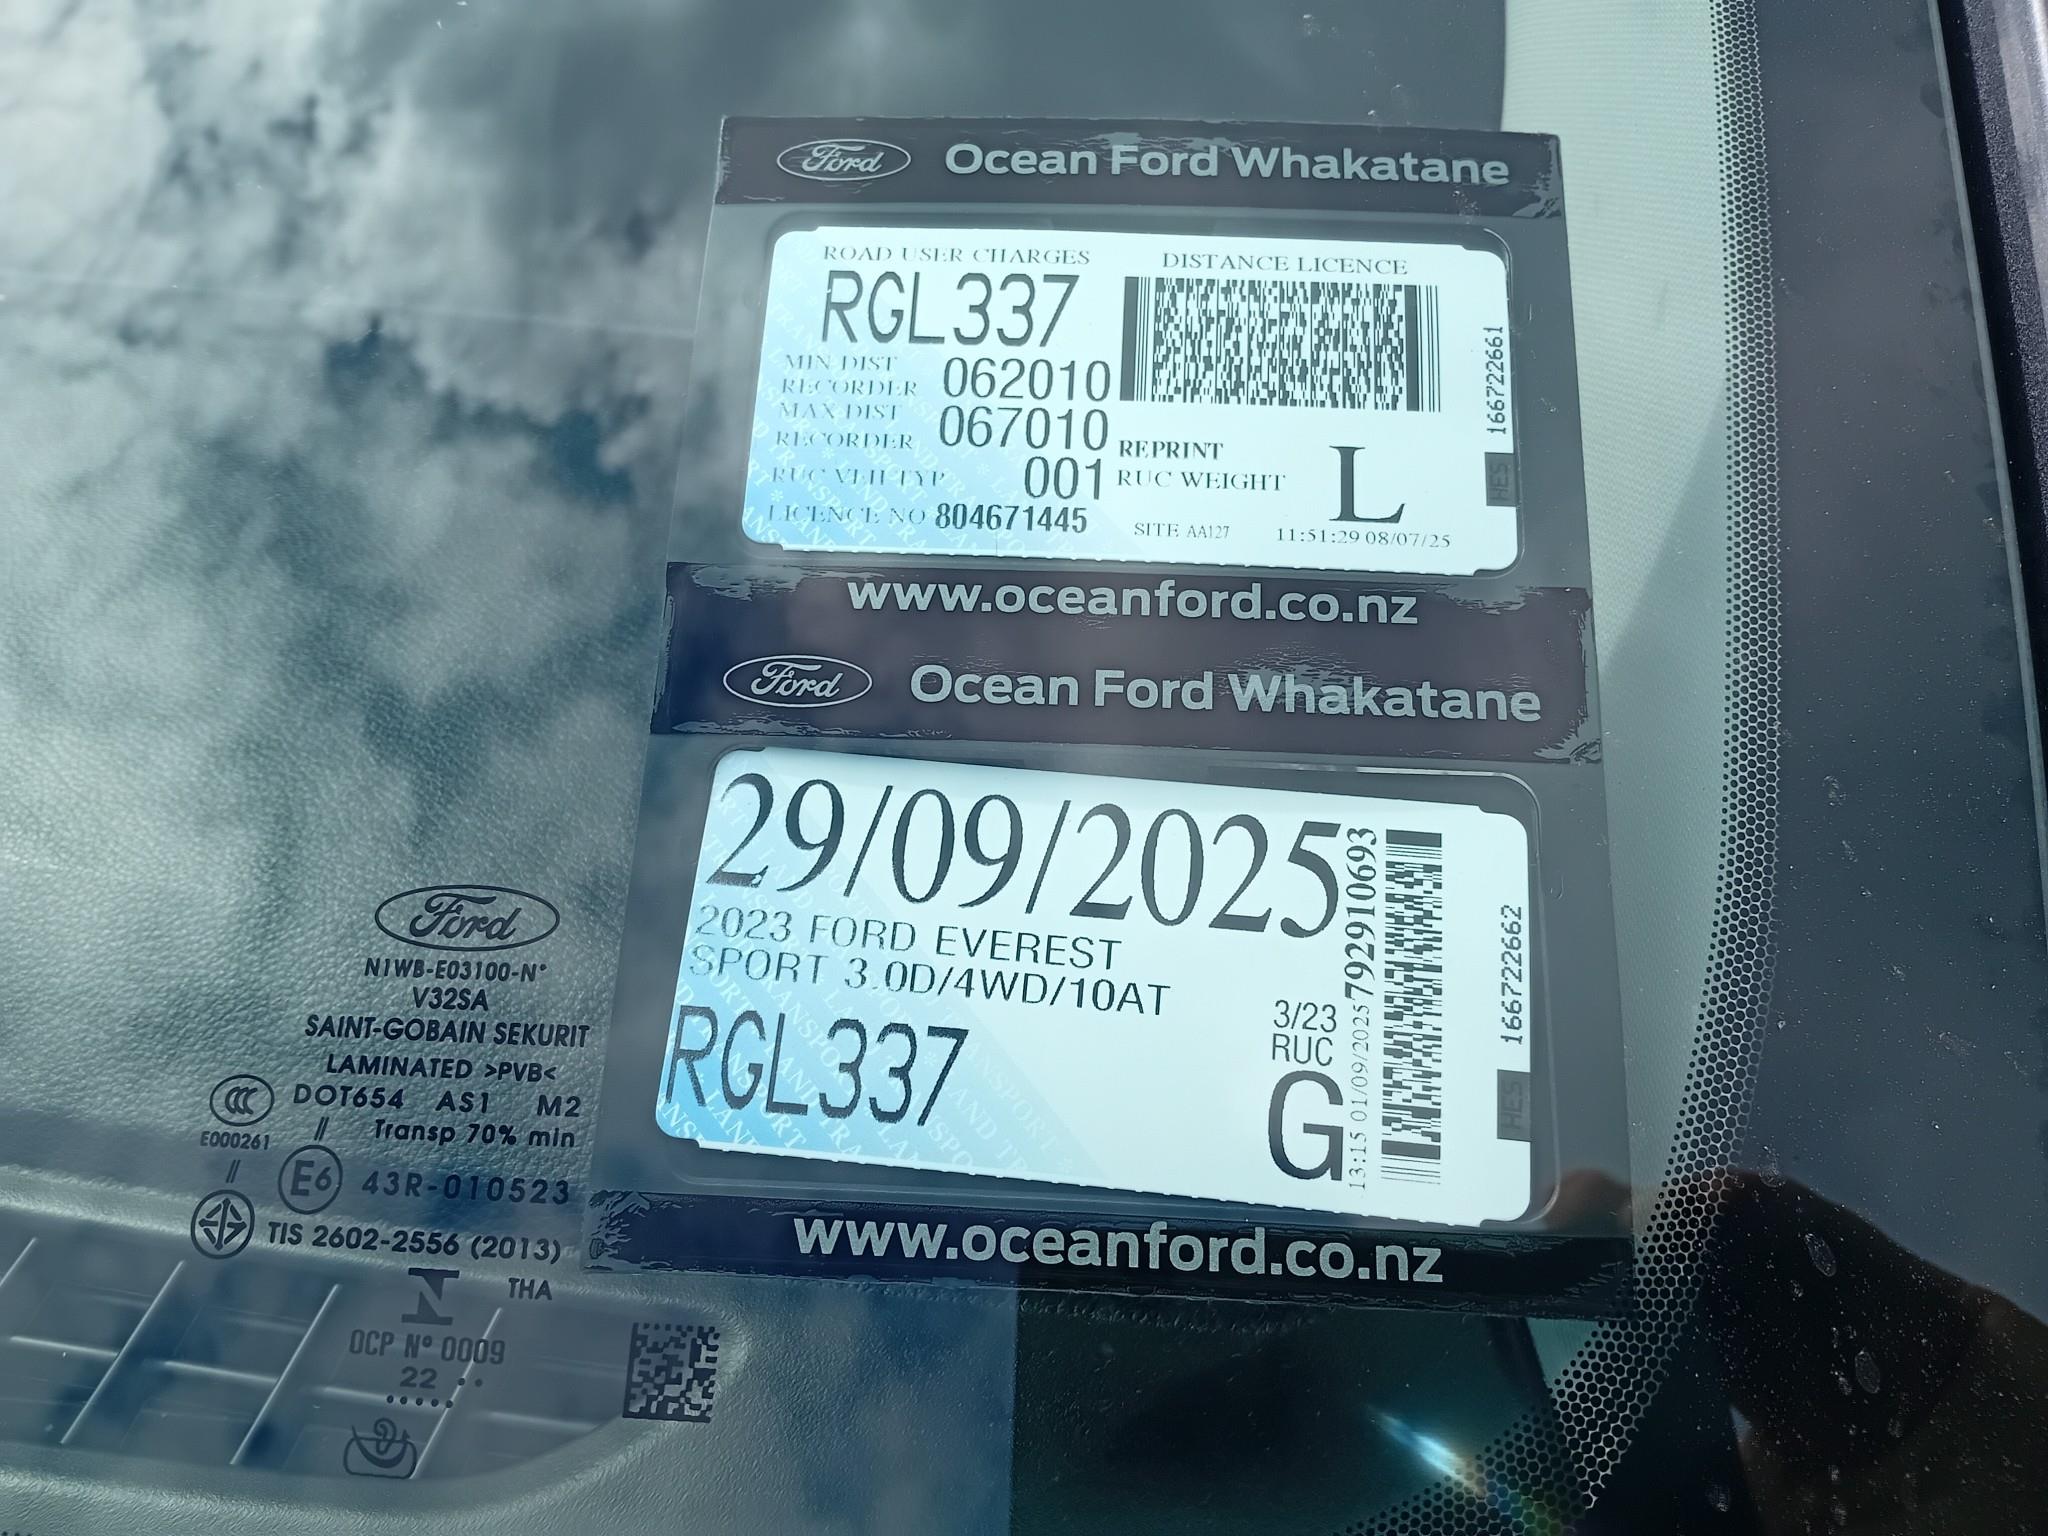 Ford Ocean Ford Whakatane
ROAD USER CHARGES DISTANCE LICENCE
RGL337
MIN DIST
RECORDER 062010
MAX DIST
RECORDER 067010 REPRINT
RUC VEH TYP 001 RUC WEIGHT L
LICENCE NO 804671445 SITE AA127 11:51:29 08/07/25
166722661
HES
www.oceanford.co.nz
Ford Ocean Ford Whakatane
29/09/2025
2023 FORD EVEREST
SPORT 3.0D/4WD/10AT
RGL337
3/23
RUC
G
13:15 01/09/2025 792910693
166722662
HES
www.oceanford.co.nz
Ford
N1WB-E03100-N*
V32SA
SAINT-GOBAIN SEKURIT
LAMINATED >PVB<
DOT654 AS1 M2
E000261 // Transp 70% min
//
E6 43R-010523
TIS 2602-2556 (2013)
THA
N
OCP N° 0009
22 ..
.....